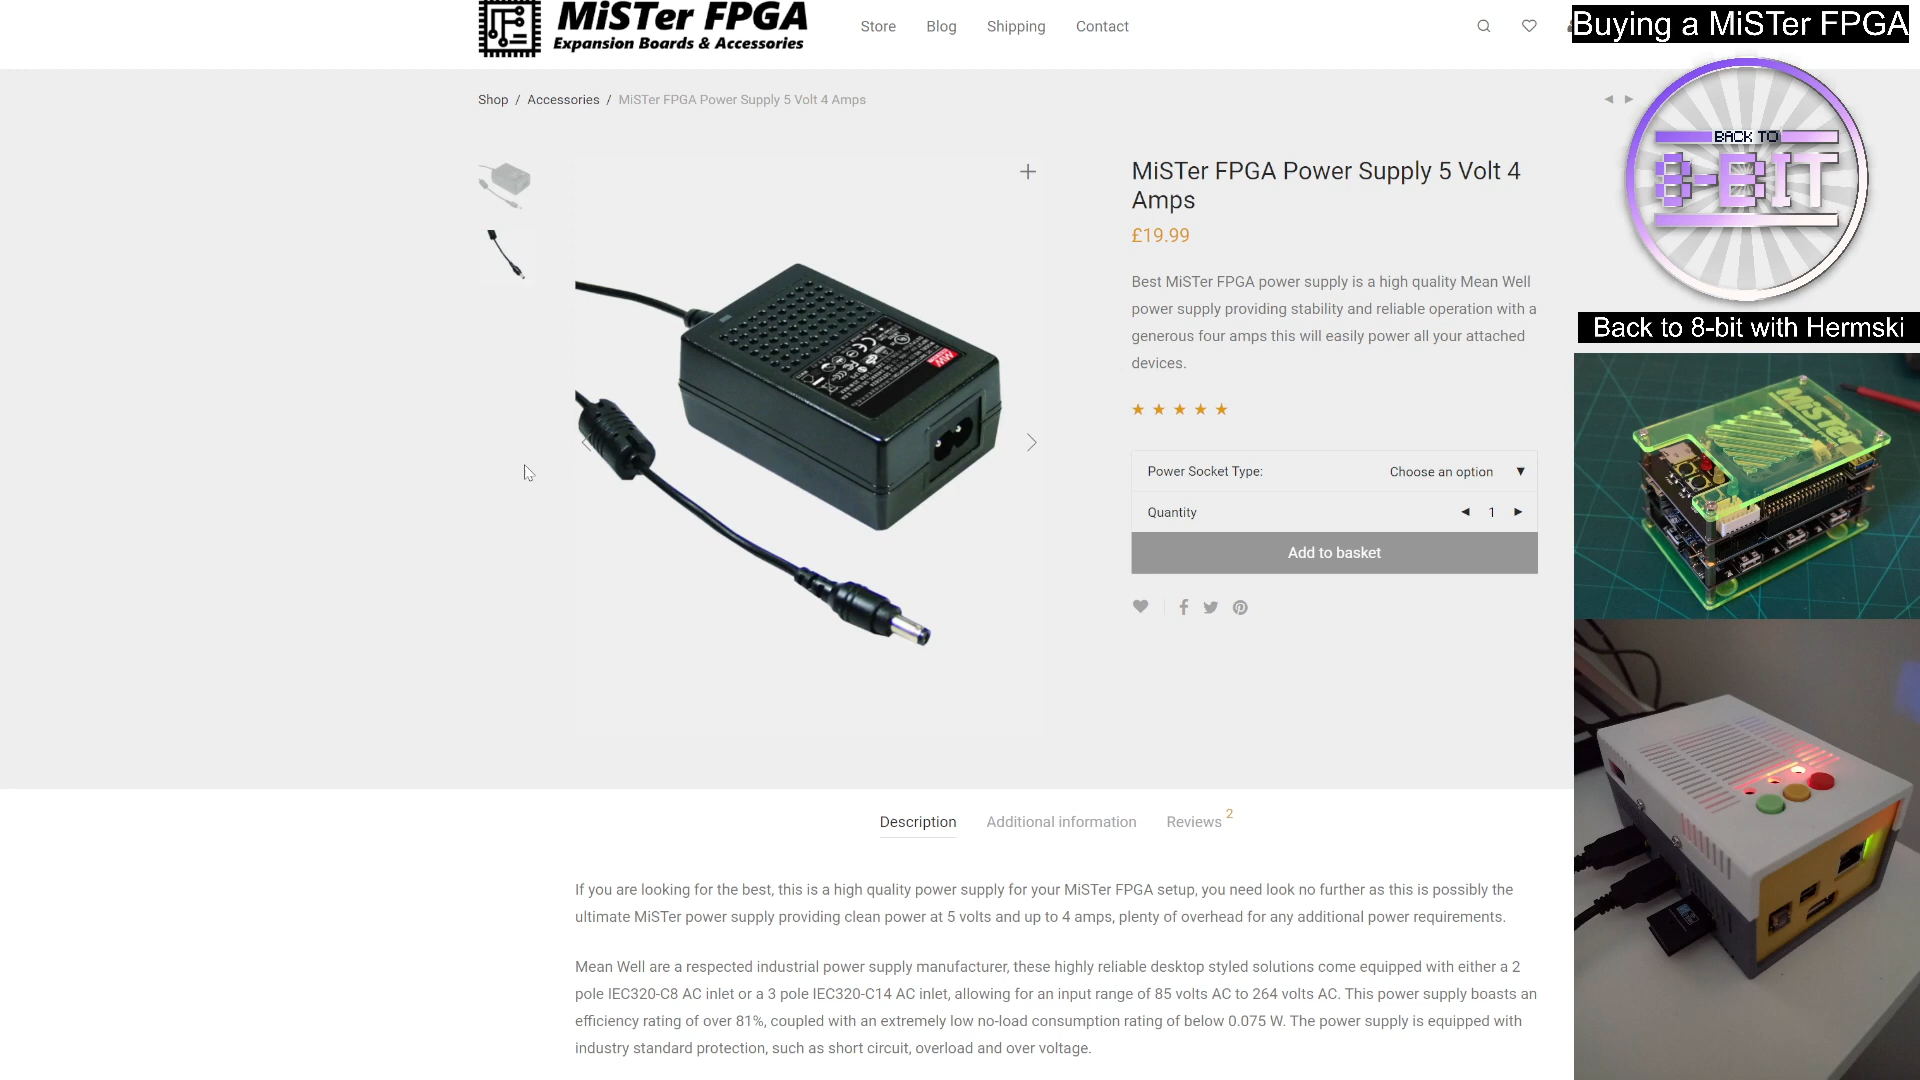 MiSTer FPGA
Expansion Boards & Accessories
Store
Blog
Shipping
Contact
Buying a MiSTer FPGA
Shop / Accessories / MiSTer FPGA Power Supply 5 Volt 4 Amps
BACK TO
8-BIT
Back to 8-bit with Hermski
MiSTer FPGA Power Supply 5 Volt 4
Amps
£19.99
Best MiSTer FPGA power supply is a high quality Mean Well
power supply providing stability and reliable operation with a
generous four amps this will easily power all your attached
devices.
Power Socket Type:
Choose an option
Quantity
1
Add to basket
MiSTer
Description
Additional information
Reviews 2
If you are looking for the best, this is a high quality power supply for your MiSTer FPGA setup, you need look no further as this is possibly the
ultimate MiSTer power supply providing clean power at 5 volts and up to 4 amps, plenty of overhead for any additional power requirements.
Mean Well are a respected industrial power supply manufacturer, these highly reliable desktop styled solutions come equipped with either a 2
pole IEC320-C8 AC inlet or a 3 pole IEC320-C14 AC inlet, allowing for an input range of 85 volts AC to 264 volts AC. This power supply boasts an
efficiency rating of over 81%, coupled with an extremely low no-load consumption rating of below 0.075 W. The power supply is equipped with
industry standard protection, such as short circuit, overload and over voltage.